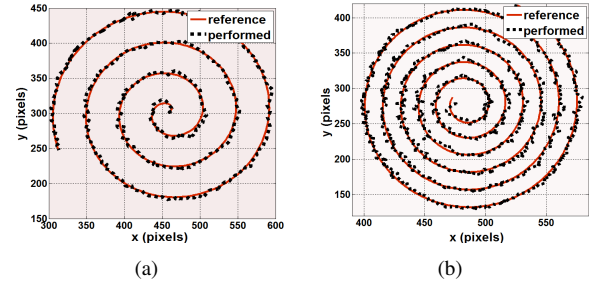 450
400
350
300
250
200
150
300 350 400 450 500 550 600
y (pixels)
x (pixels)
reference
performed
(a)
400
350
300
250
200
150
400 450 500 550
y (pixels)
x (pixels)
reference
performed
(b)